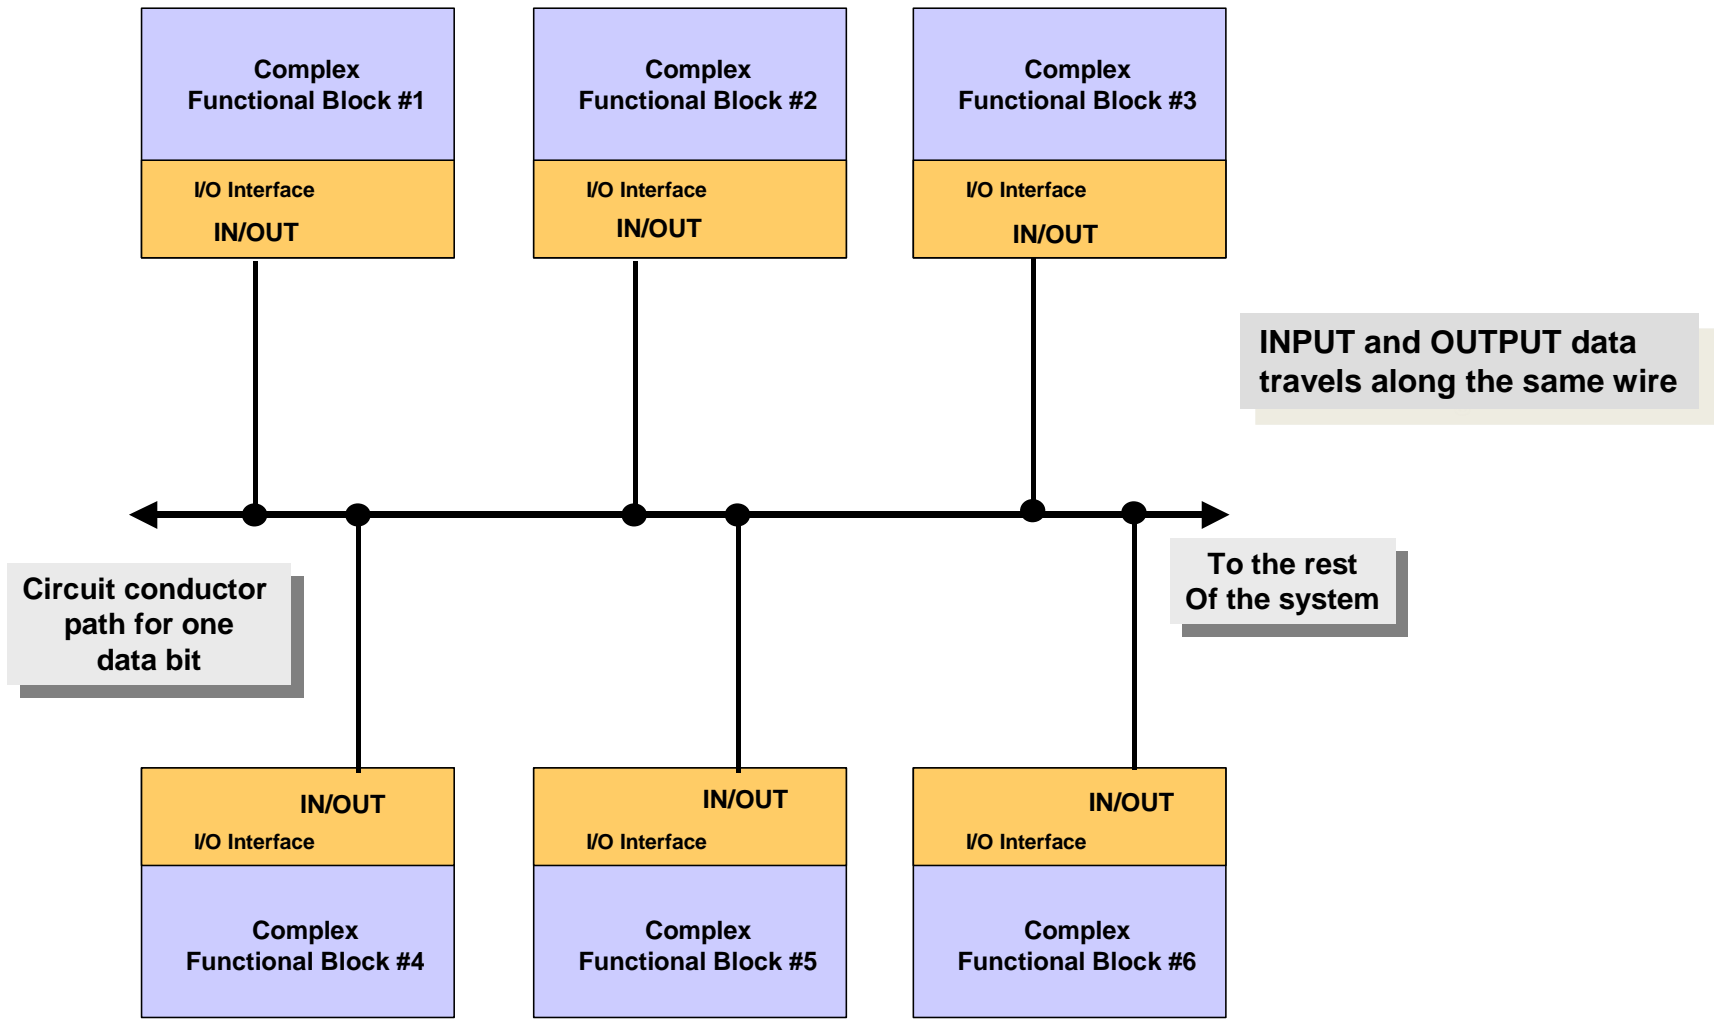 Complex
Functional Block #1
Complex
Functional Block #2
Complex
Functional Block #3
I/O Interface
IN/OUT
I/O Interface
IN/OUT
I/O Interface
IN/OUT
INPUT and OUTPUT data
travels along the same wire
Circuit conductor
path for one
data bit
To the rest
Of the system
IN/OUT
I/O Interface
IN/OUT
I/O Interface
IN/OUT
I/O Interface
Complex
Functional Block #4
Complex
Functional Block #5
Complex
Functional Block #6